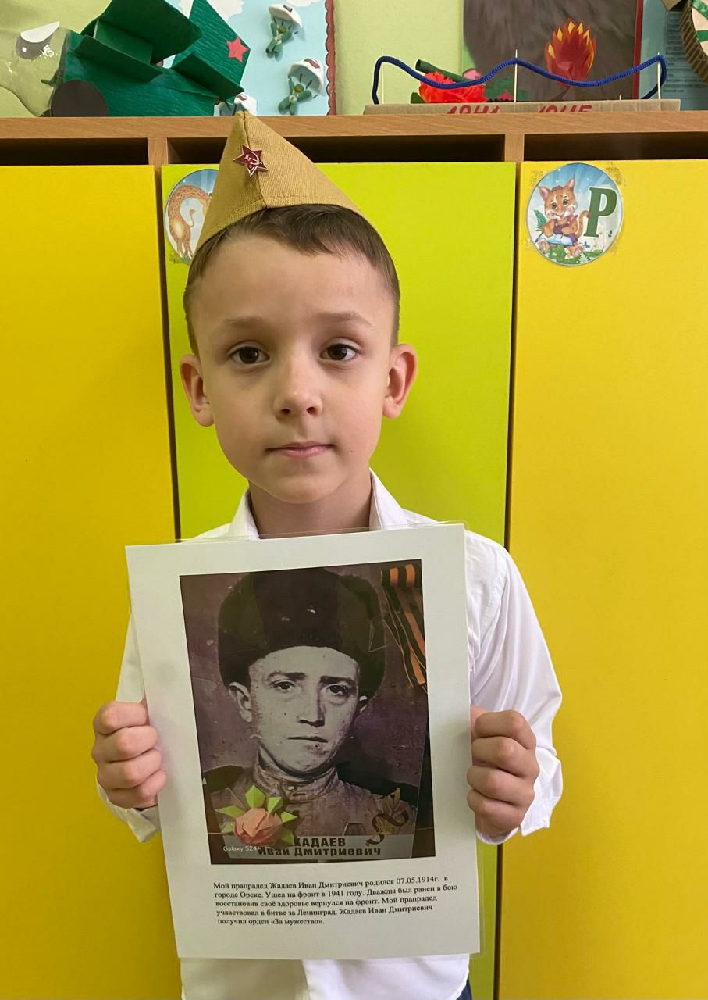 1941 1945
Р
Galaxy S24
ЖАДАЕВ
Иван Дмитриевич
Мой прапрадед Жадаев Иван Дмитриевич родился 07.05.1914г. в
городе Орске. Ушел на фронт в 1941 году. Дважды был ранен в бою
восстановив своё здоровье вернулся на фронт. Мой прапрадед
учавствовал в битве за Ленинград. Жадаев Иван Дмитриевич
получил орден «За мужество».